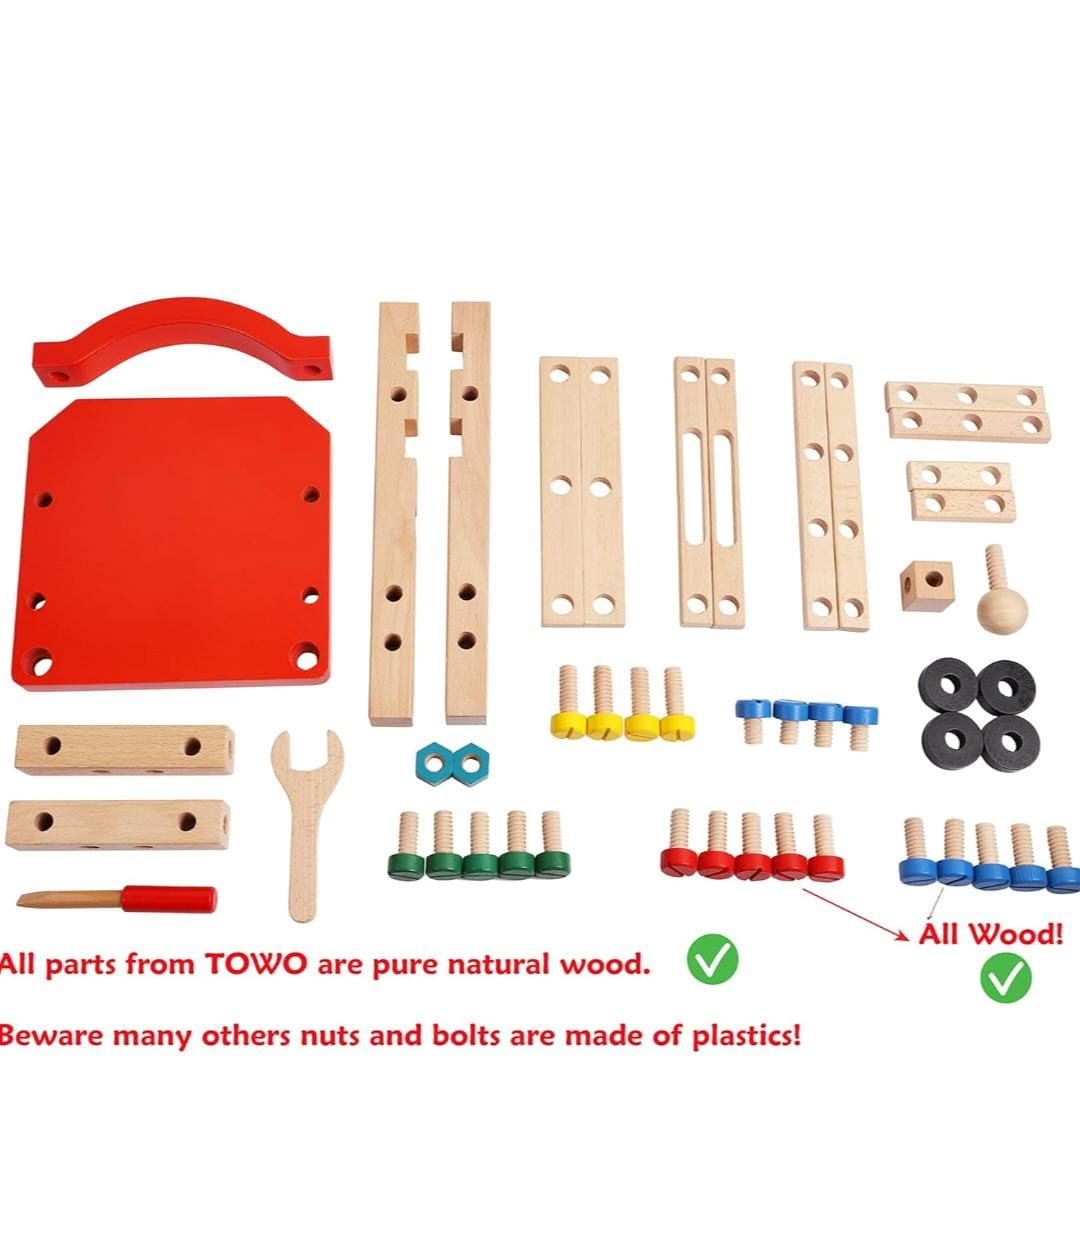 All Wood!
All parts from TOWO are pure natural wood.
Beware many others nuts and bolts are made of plastics!